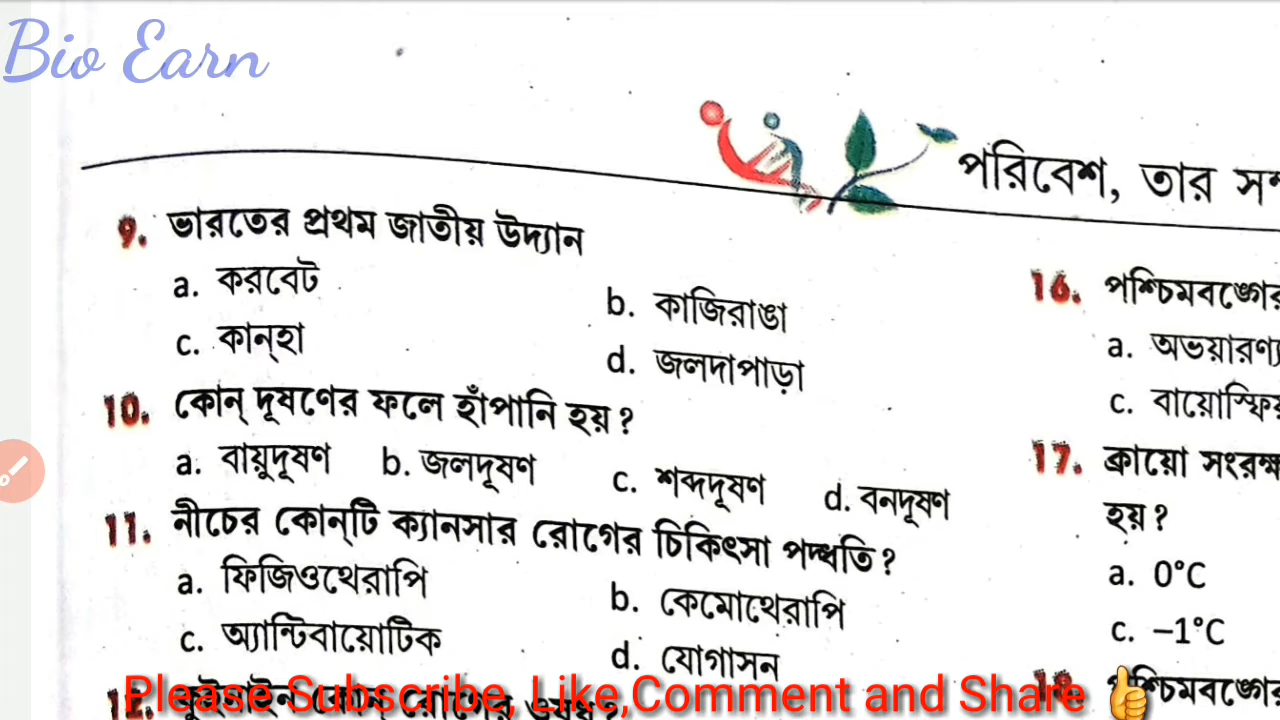 Bio Earn
পরিবেশ, তার
9. ভারতের প্রথম জাতীয় উদ্যান
a. করবেট
b. কাজিরাঙা
c. কান্‌হা
d. জলদাপাড়া
10. কোন্ দূষণের ফলে হাঁপানি হয় ?
a. বায়ুদূষণ b. জলদূষণ c. শব্দদূষণ d. বনদূষণ
11. নীচের কোন্‌টি ক্যানসার রোগের চিকিৎসা পদ্ধতি ?
a. ফিজিওথেরাপি
b. কেমোথেরাপি
c. অ্যান্টিবায়োটিক
d. যোগাসন
12.
16. পশ্চিমবঙ্গের
a. অভয়ারণ্য
c.
17. ক্রায়ো
হয় ?
a. 0°C
c. –1°C
18. পশ্চিমবঙ্গের
Please Subscribe, Like,Comment and Share 👍